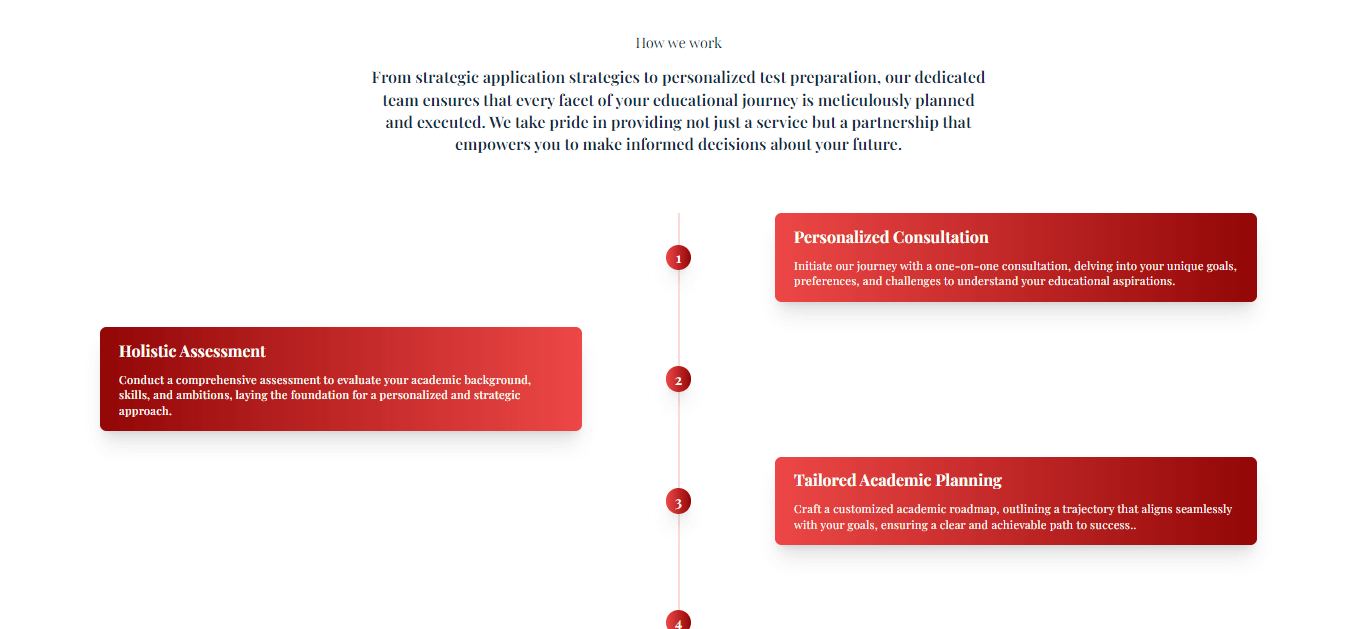 How we work
From strategic application strategies to personalized test preparation, our dedicated
team ensures that every facet of your educational journey is meticulously planned
and executed. We take pride in providing not just a service but a partnership that
empowers you to make informed decisions about your future.
1
Personalized Consultation
Initiate our journey with a one-on-one consultation, delving into your unique goals,
preferences, and challenges to understand your educational aspirations.
Holistic Assessment
Conduct a comprehensive assessment to evaluate your academic background,
skills, and ambitions, laying the foundation for a personalized and strategic
approach.
2
3
Tailored Academic Planning
Craft a customized academic roadmap, outlining a trajectory that aligns seamlessly
with your goals, ensuring a clear and achievable path to success..
4